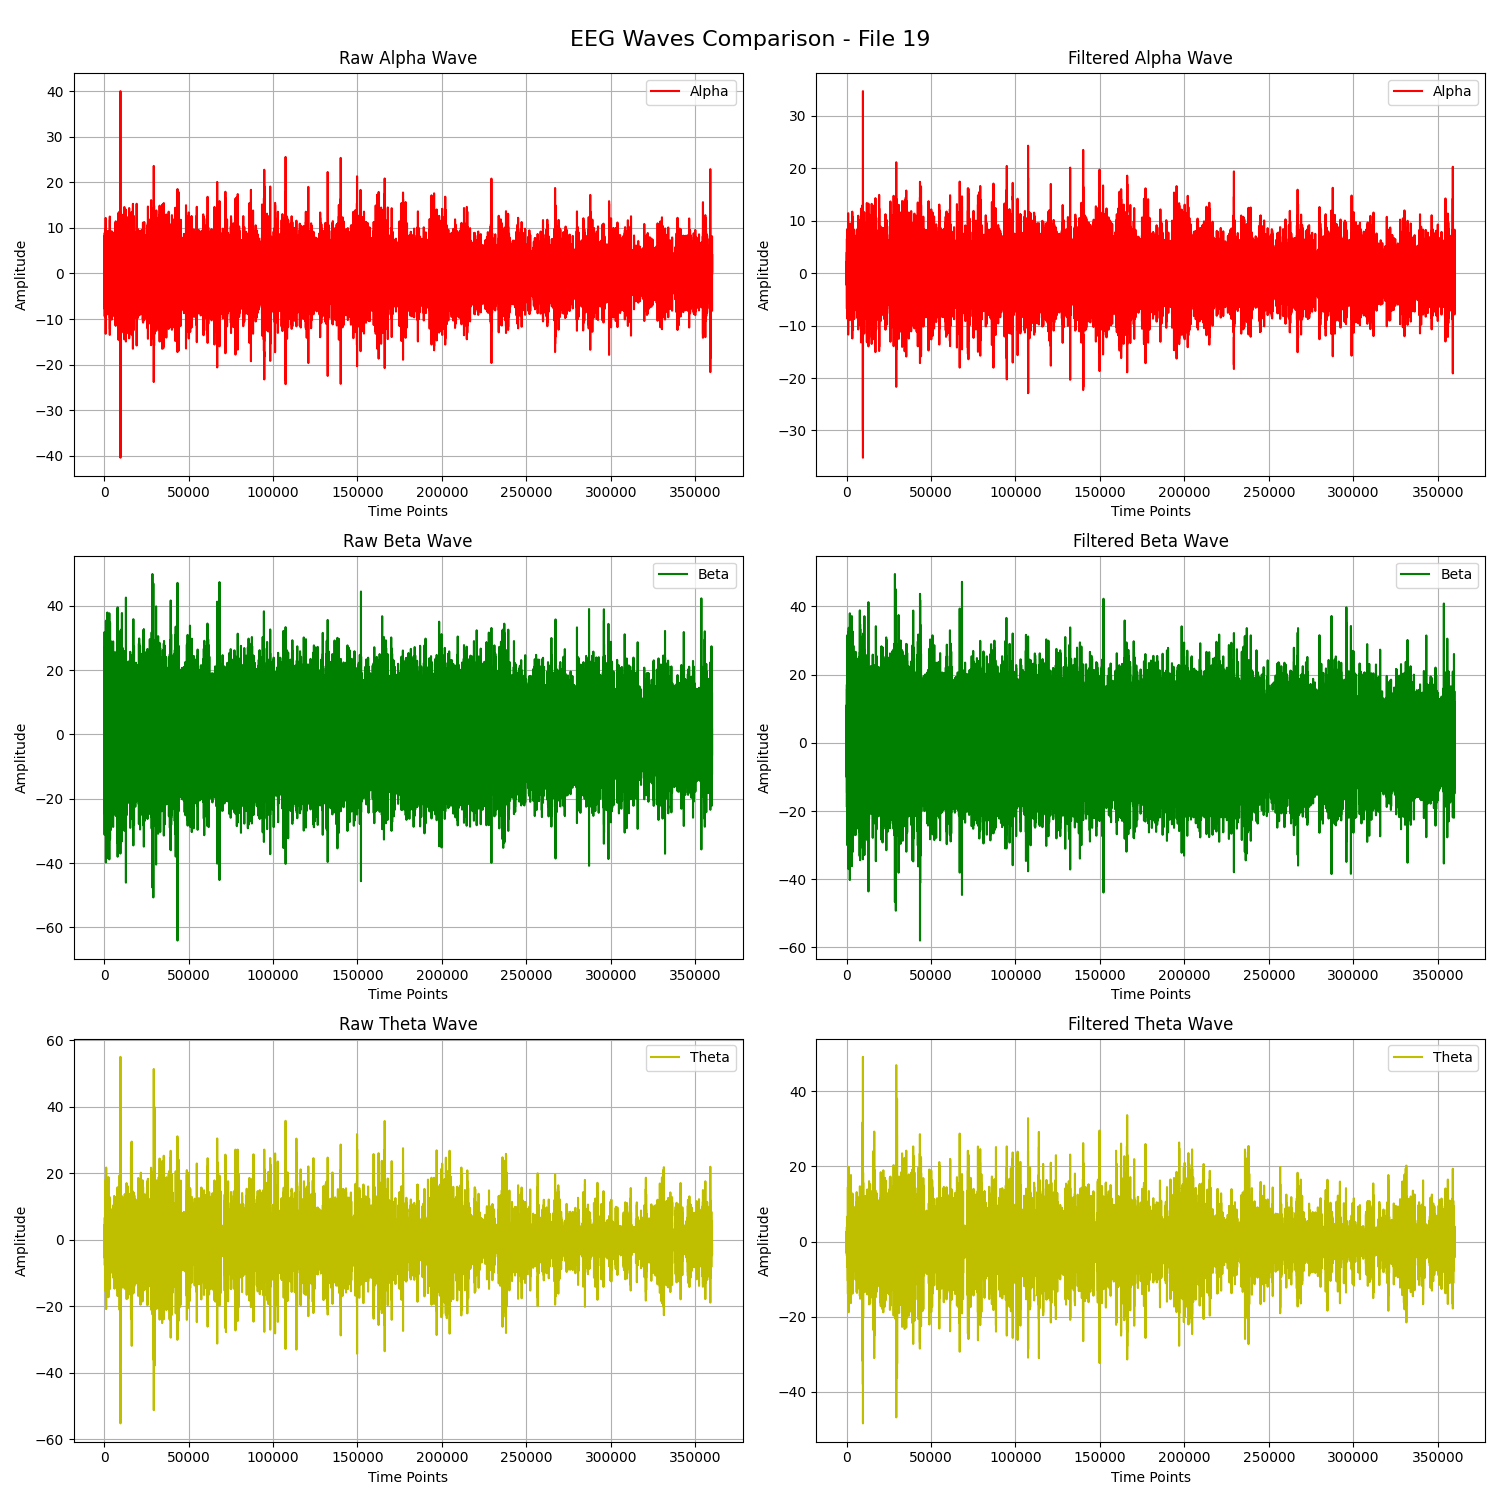 EEG Waves Comparison - File 19
Raw Alpha Wave
Alpha
40
30
20
10
0
−10
−20
−30
−40
Amplitude
0 50000 100000 150000 200000 250000 300000 350000
Time Points
Filtered Alpha Wave
Alpha
30
20
10
0
−10
−20
−30
Amplitude
0 50000 100000 150000 200000 250000 300000 350000
Time Points
Raw Beta Wave
Beta
40
20
0
−20
−40
−60
Amplitude
0 50000 100000 150000 200000 250000 300000 350000
Time Points
Filtered Beta Wave
Beta
40
20
0
−20
−40
−60
Amplitude
0 50000 100000 150000 200000 250000 300000 350000
Time Points
Raw Theta Wave
Theta
60
40
20
0
−20
−40
−60
Amplitude
0 50000 100000 150000 200000 250000 300000 350000
Time Points
Filtered Theta Wave
Theta
40
20
0
−20
−40
Amplitude
0 50000 100000 150000 200000 250000 300000 350000
Time Points